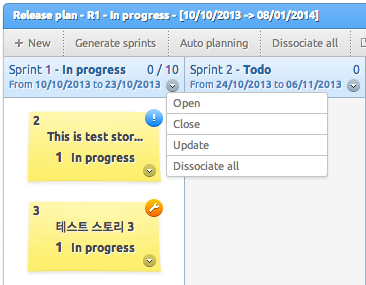 Release plan - R1 - In progress - [10/10/2013 -> 08/01/2014]
+ New Generate sprints Auto planning Dissociate all
Sprint 1 - In progress 0 / 10
From 10/10/2013 to 23/10/2013
Sprint 2 - Todo 0
From 24/10/2013 to 06/11/2013
Open
Close
Update
Dissociate all
2
This is test stor...
1 In progress
3
테스트 스토리 3
1 In progress